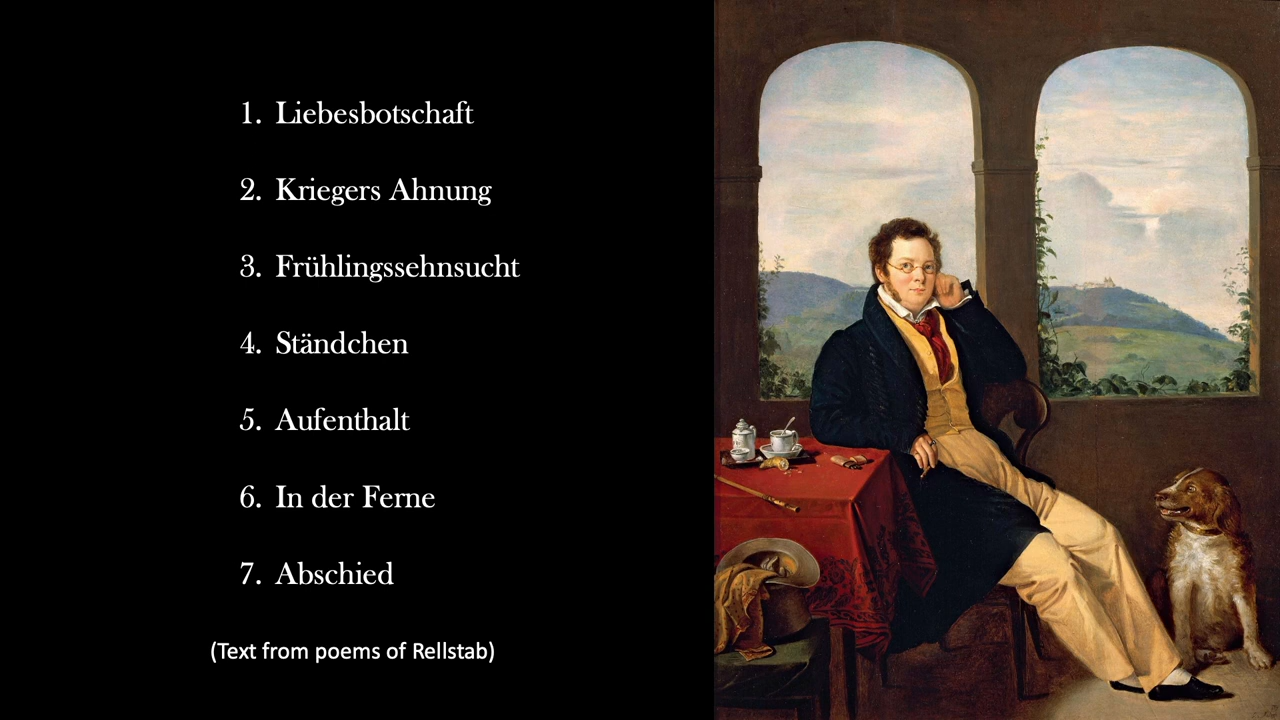 1. Liebesbotschaft
2. Kriegers Ahnung
3. Frühlingssehnsucht
4. Ständchen
5. Aufenthalt
6. In der Ferne
7. Abschied
(Text from poems of Rellstab)